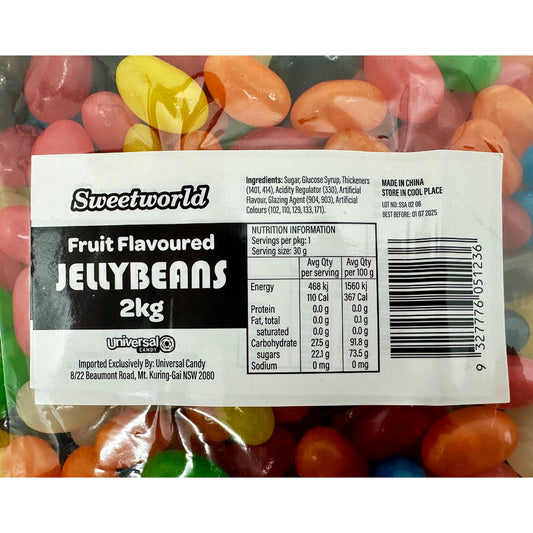 Sweetworld
Fruit Flavoured
JELLYBEANS
2kg
Universal
CANDY
Imported Exclusively By: Universal Candy
8/22 Beaumont Road, Mt. Kuring-Gai NSW 2080
Ingredients: Sugar, Glucose Syrup, Thickeners
(1401, 414), Acidity Regulator (330), Artificial
Flavour, Glazing Agent (904, 903), Artificial
Colours (102, 110, 129, 133, 171).
NUTRITION INFORMATION
Servings per pkg: 1
Serving size: 30 g
Avg Qty per serving Avg Qty per 100 g
Energy 468 kj 1560 kj
110 Cal 367 Cal
Protein 0.0 g 0.0 g
Fat, total 0.0 g 0.1 g
saturated 0.0 g 0.0 g
Carbohydrate 27.5 g 91.8 g
sugars 22.1 g 73.5 g
Sodium 0 mg 0 mg
MADE IN CHINA
STORE IN COOL PLACE
LOT NO: SSA 02 06
BEST BEFORE: 01 07 2025
9 327776 051236